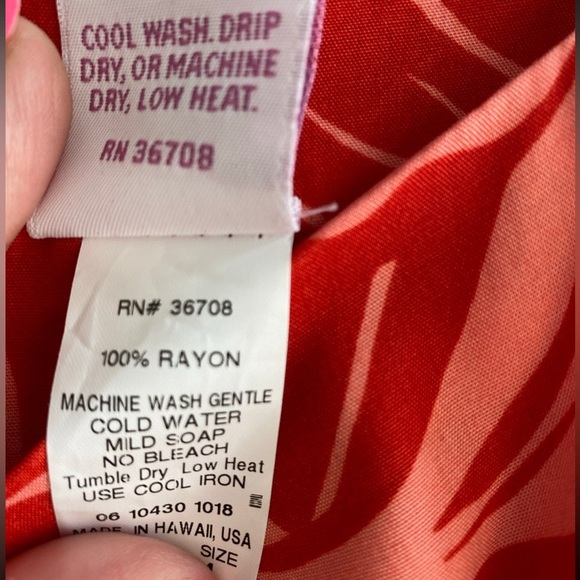 COOL WASH. DRIP
DRY, OR MACHINE
DRY, LOW HEAT.
RN 36708
RN# 36708
100% RAYON
MACHINE WASH GENTLE
COLD WATER
MILD SOAP
NO BLEACH
Tumble Dry Low Heat
USE COOL IRON
06 10430 1018
MADE IN HAWAII, USA
SIZE